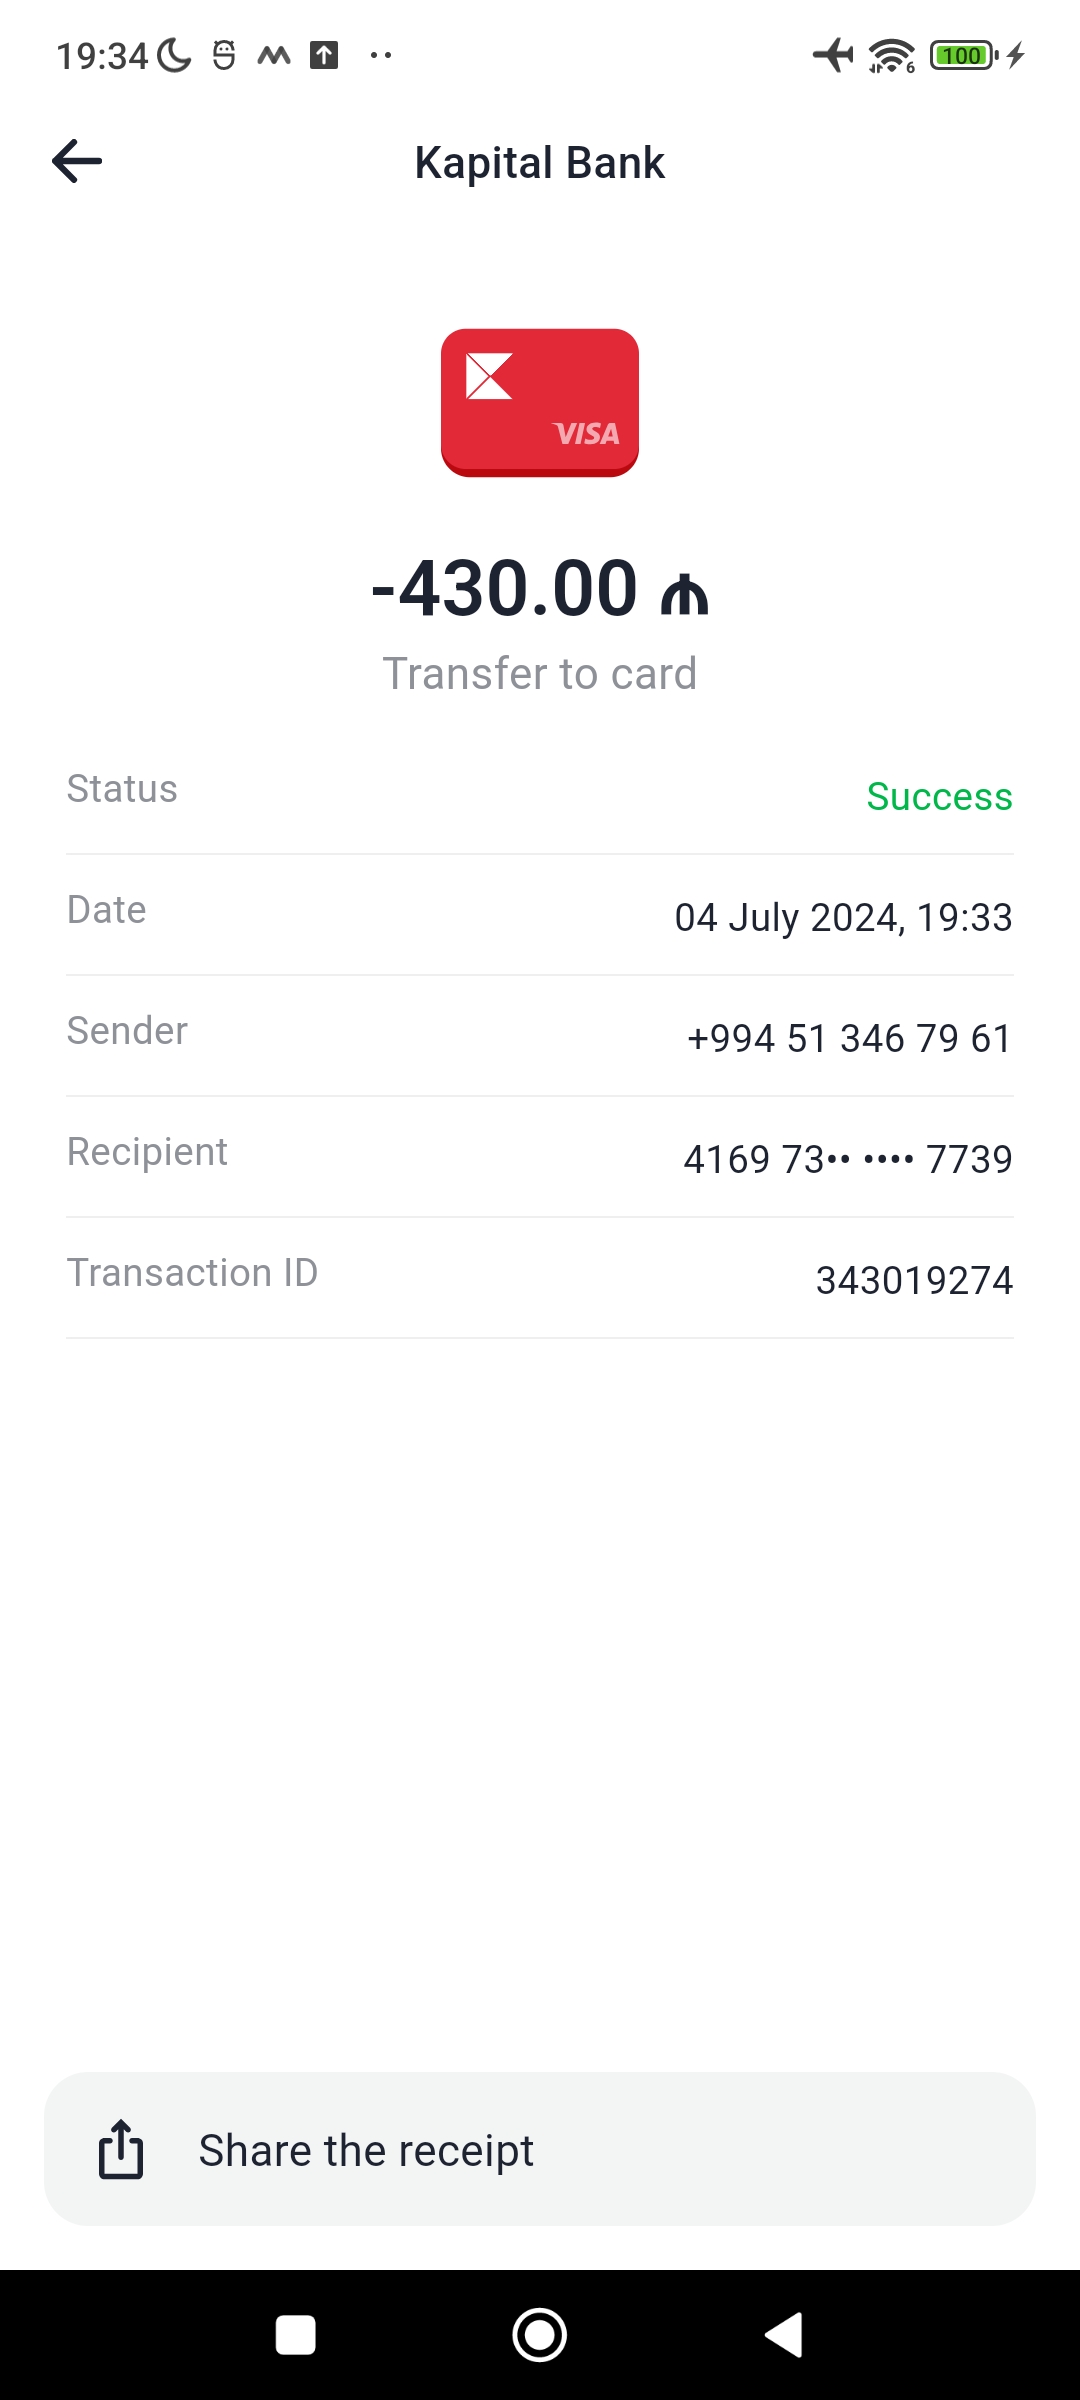 19:34
6
100
Kapital Bank
VISA
-430.00 ₼
Transfer to card
Status
Success
Date
04 July 2024, 19:33
Sender
+994 51 346 79 61
Recipient
4169 73•• •••• 7739
Transaction ID
343019274
Share the receipt